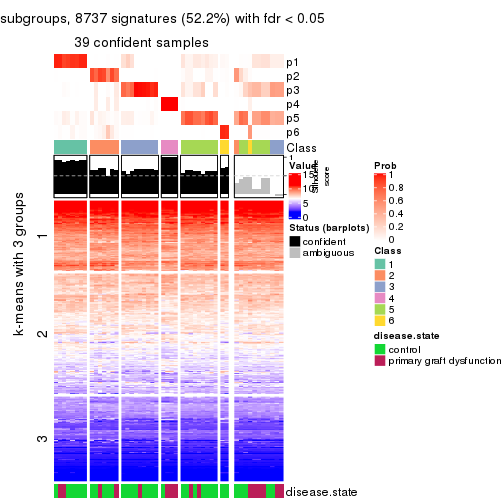 subgroups, 8737 signatures (52.2%) with fdr < 0.05
39 confident samples
p1
p2
p3
p4
p5
p6
Class
1
Silhouette
score
k-means with 3 groups
1
2
3
disease.state
Value
15
10
5
0
Status (barplots)
confident
ambiguous
Prob
1
0.8
0.6
0.4
0.2
0
Class
1
2
3
4
5
6
disease.state
control
primary graft dysfunction